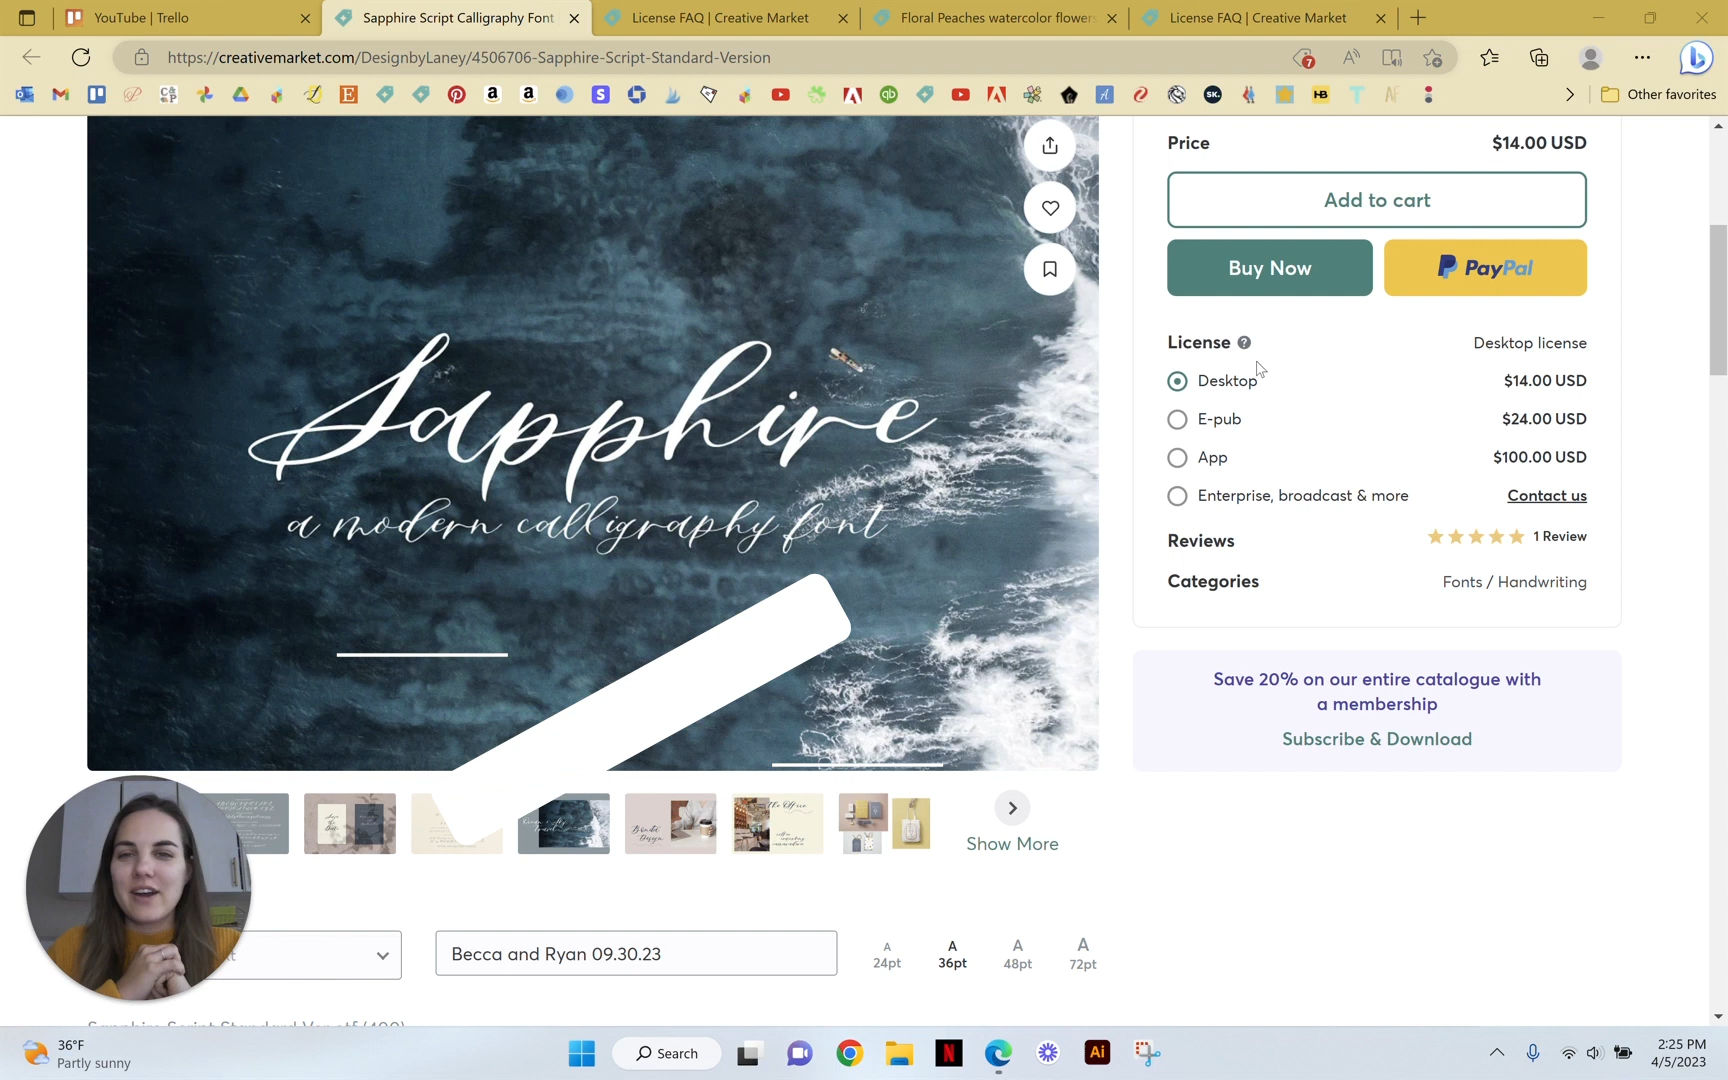 YouTube | Trello
Sapphire Script Calligraphy Font
License FAQ | Creative Market
Floral Peaches watercolor flowers
License FAQ | Creative Market
https://creativemarket.com/DesignbyLaney/4506706-Sapphire-Script-Standard-Version
7
Other favorites
Price
$14.00 USD
Add to cart
Buy Now
PayPal
License
Desktop license
Desktop
$14.00 USD
E-pub
$24.00 USD
App
$100.00 USD
Enterprise, broadcast & more
Contact us
Reviews
1 Review
Categories
Fonts / Handwriting
Save 20% on our entire catalogue with
a membership
Subscribe & Download
Sapphire
a modern calligraphy font
Show More
Becca and Ryan 09.30.23
A
24pt
A
36pt
A
48pt
A
72pt
36°F
Partly sunny
Search
2:25 PM
4/5/2023